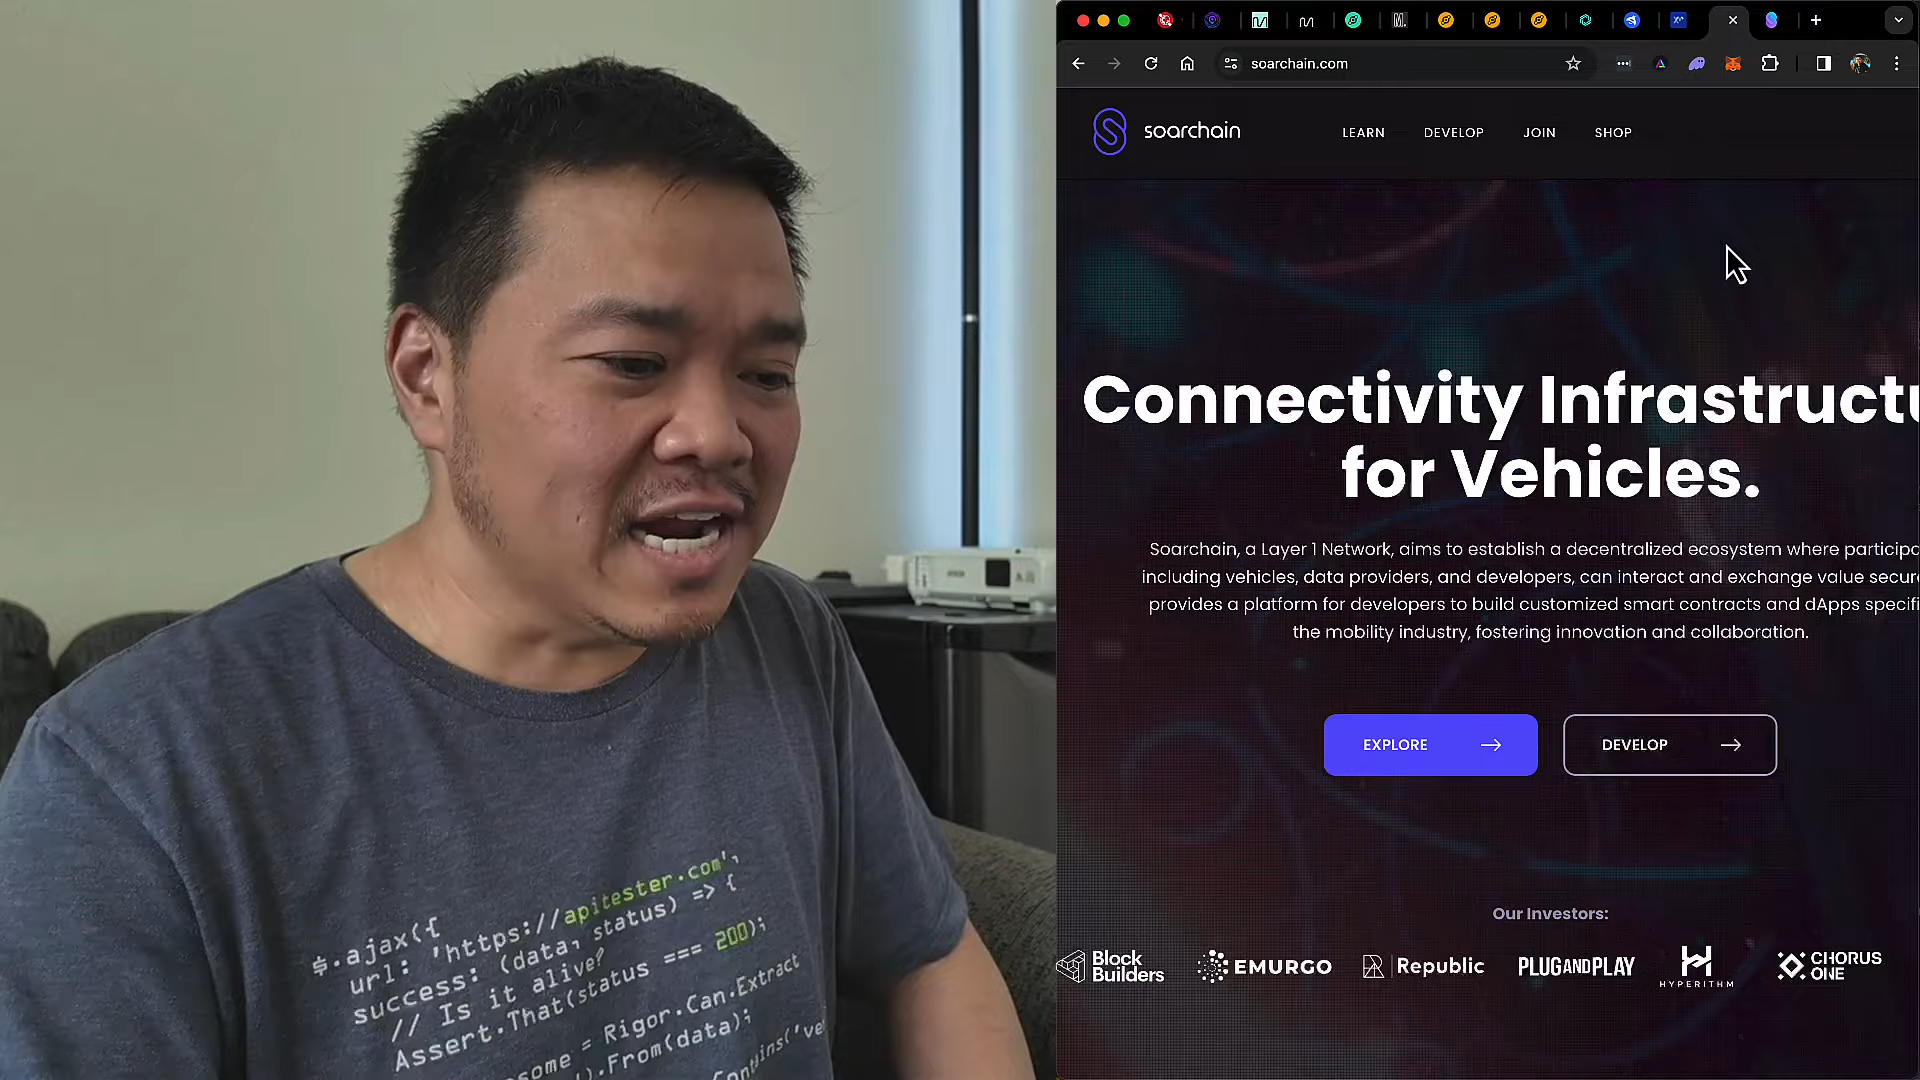 soarchain.com
soarchain
LEARN
DEVELOP
JOIN
SHOP
Connectivity Infrastructu
for Vehicles.
Soarchain, a Layer 1 Network, aims to establish a decentralized ecosystem where participa
including vehicles, data providers, and developers, can interact and exchange value secure
provides a platform for developers to build customized smart contracts and dApps specifi
the mobility industry, fostering innovation and collaboration.
EXPLORE
DEVELOP
Our Investors:
Block
Builders
EMURGO
Republic
PLUGANDPLAY
HYPERITHM
CHORUS
ONE
$.ajax({
url: 'https://apitester.com',
success: (data, status) => {
// Is it alive?
Assert.That(status === 200);
some = Rigor.Can.Extract
).From(data);